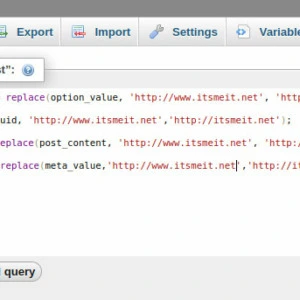 Export Import Settings Variable
st":
replace(option_value, 'http://www.itsmeit.net', 'http
uid, 'http://www.itsmeit.net','http://itsmeit.net');
eplace(post_content, 'http://www.itsmeit.net', 'http:/
replace(meta_value,'http://www.itsmeit.net','http://it
query